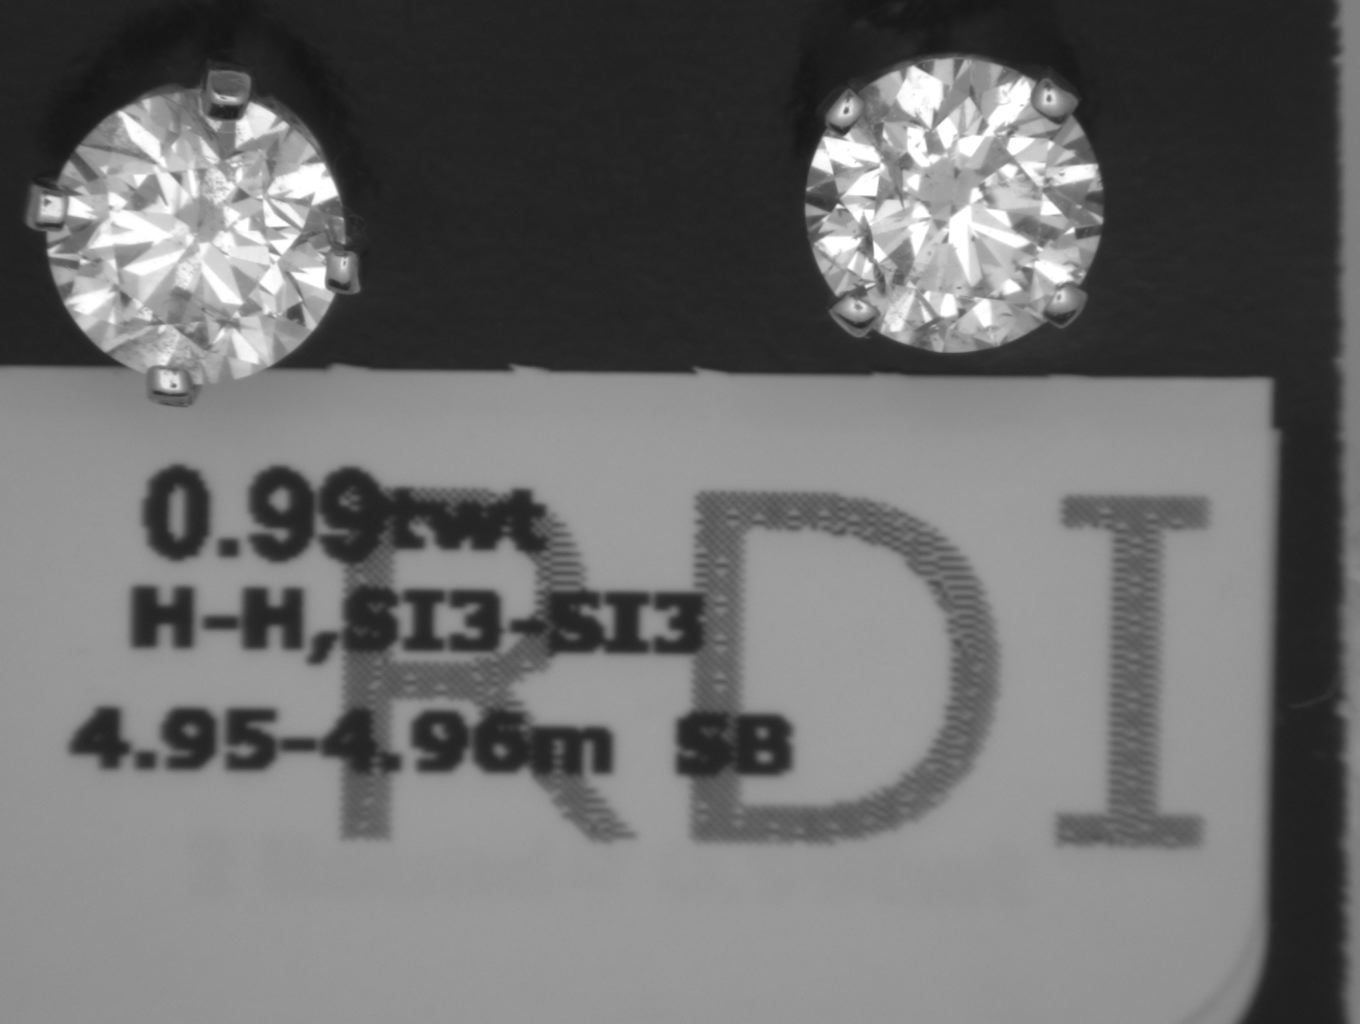 RDI
0.99twt
H-H,SI3-SI3
4.95-4.96m SB